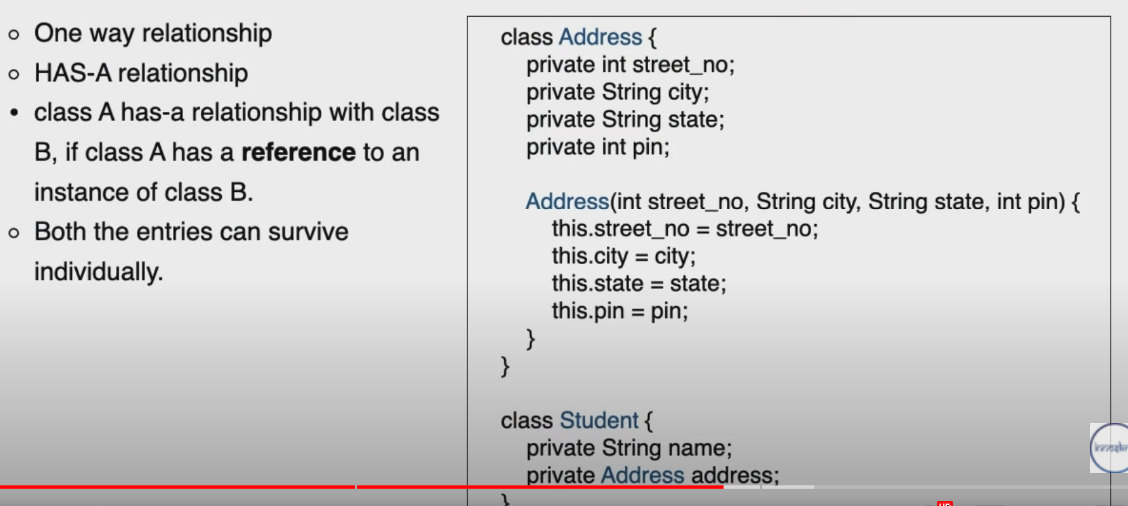 One way relationship
HAS-A relationship
class A has-a relationship with class
B, if class A has a reference to an
instance of class B.
Both the entries can survive
individually.
class Address {
private int street_no;
private String city;
private String state;
private int pin;
Address(int street_no, String city, String state, int pin) {
this.street_no = street_no;
this.city = city;
this.state = state;
this.pin = pin;
}
}
class Student {
private String name;
private Address address;
}